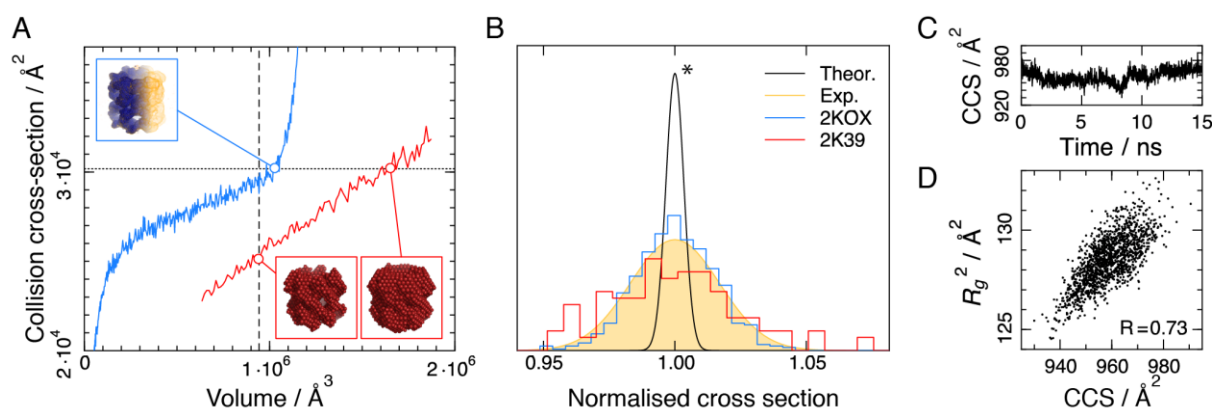 A
Collision cross-section / Å²
3·10⁴
2·10⁴
0
1·10⁶
2·10⁶
Volume / Å³
B
*
Theor.
Exp.
2KOX
2K39
0.95
1.00
1.05
Normalised cross section
C
CCS / Å²
980
920
0
5
10
15
Time / ns
D
R_g² / Å²
130
125
R=0.73
940
960
980
CCS / Å²